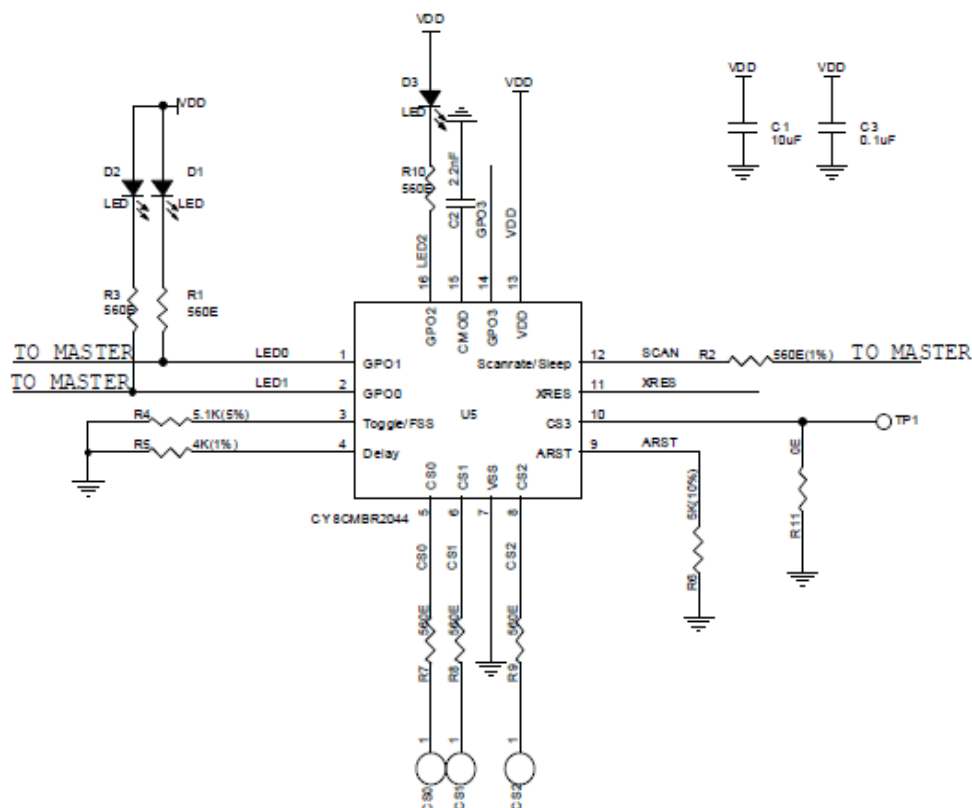 VDD
D3
LED
VDD
VDD
VDD
C1
10uF
C3
0.1uF
VDD
D2
D1
LED
LED
R10
560E
2.2nF
C2
GPO3
VDD
LED2
R3
560E
R1
560E
16
15
14
13
GPO2
CMOD
GPO3
VDD
TO MASTER
LED0
1
GPO1
Scanrate/Sleep
12
SCAN
R2
560E(1%)
TO MASTER
TO MASTER
LED1
2
GPO0
XRES
11
XRES
R4
5.1K(5%)
3
Toggle/FSS
U5
CS3
10
TP1
R5
4K(1%)
4
Delay
ARST
9
ARST
CS0
CS1
VSS
CS2
CY8CMBR2044
5
6
7
8
CS0
CS1
CS2
5K(10%)
R6
0E
R11
560E
560E
560E
R7
R8
R9
1
1
1
CS0
CS1
CS2